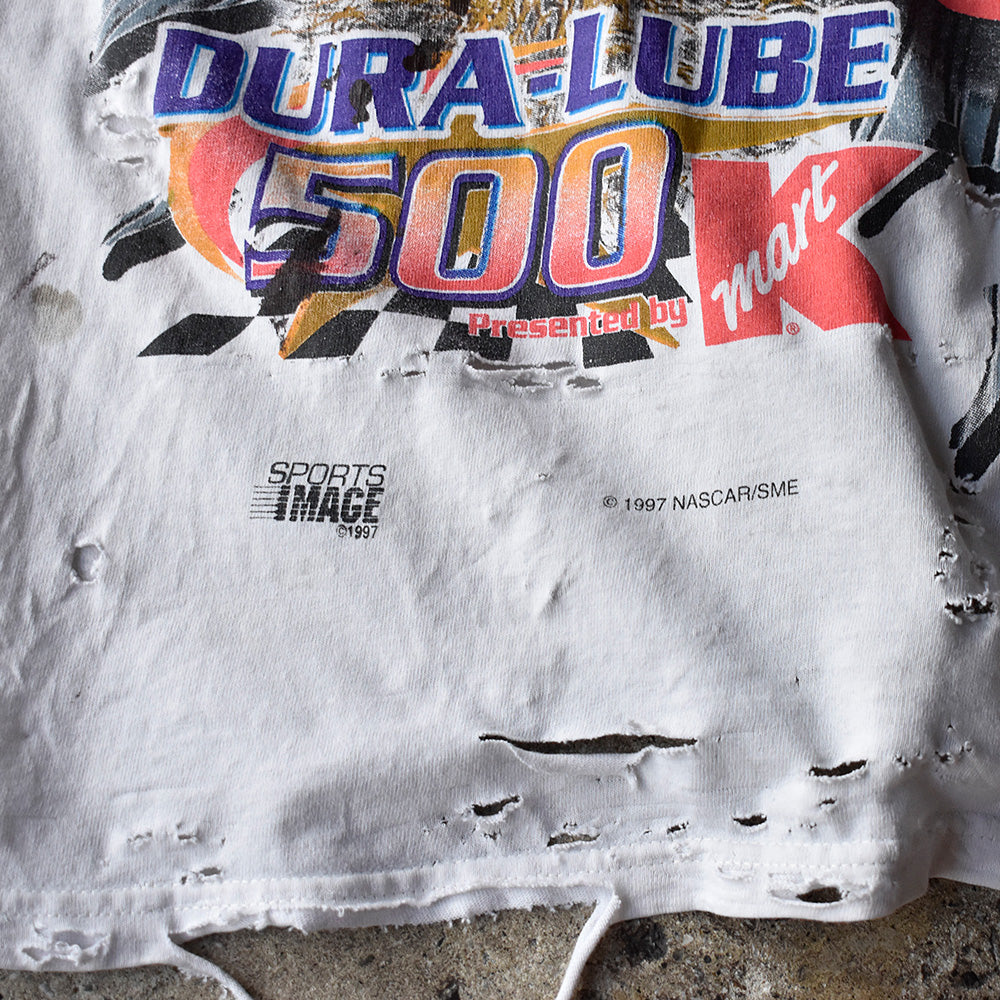 DURA-LUBE
500
Presented by
Kmart®
SPORTS
IMAGE
©1997
© 1997 NASCAR/SME